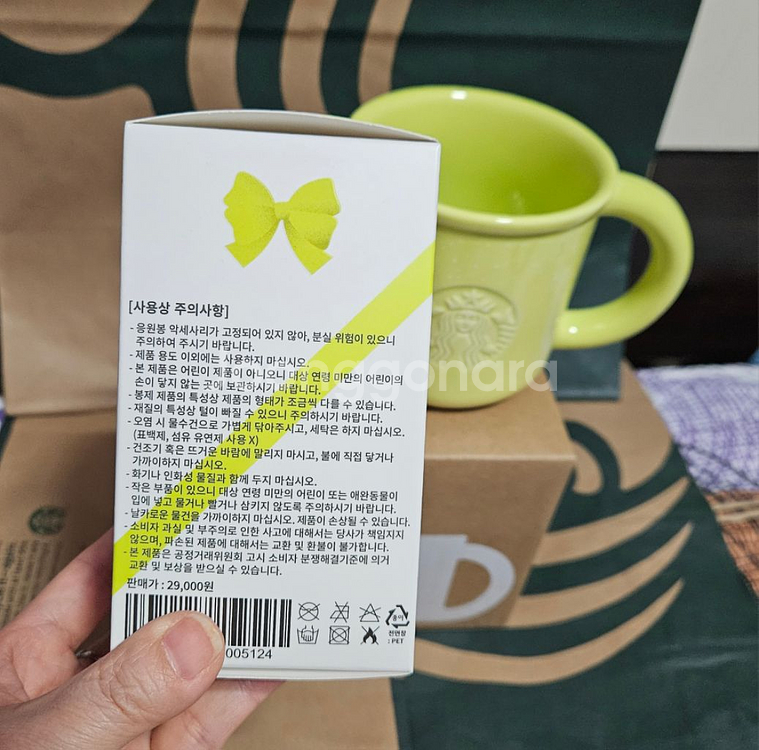 [사용상 주의사항]
- 응원봉 악세사리가 고정되어 있지 않아, 분실 위험이 있으니
주의하여 주시기 바랍니다.
- 제품 용도 이외에는 사용하지 마십시오.
- 본 제품은 어린이 제품이 아니오니 대상 연령 미만의 어린이의
손이 닿지 않는 곳에 보관하시기 바랍니다.
- 봉제 제품의 특성상 제품의 형태가 조금씩 다를 수 있습니다.
- 재질의 특성상 털이 빠질 수 있으니 주의하시기 바랍니다.
- 오염 시 물수건으로 가볍게 닦아주시고, 세탁은 하지 마십시오.
(표백제, 섬유 유연제 사용 X)
- 건조기 혹은 뜨거운 바람에 말리지 마시고, 불에 직접 닿거나
가까이하지 마십시오.
- 화기나 인화성 물질과 함께 두지 마십시오.
- 작은 부품이 있으니 대상 연령 미만의 어린이 또는 애완동물이
입에 넣고 물거나 빨거나 삼키지 않도록 주의하시기 바랍니다.
- 날카로운 물건을 가까이하지 마십시오. 제품이 손상될 수 있습니다.
- 소비자 과실 및 부주의로 인한 사고에 대해서는 당사가 책임지지
않으며, 파손된 제품에 대해서는 교환 및 환불이 불가합니다.
- 본 제품은 공정거래위원회 고시 소비자 분쟁해결기준에 의거
교환 및 보상을 받으실 수 있습니다.
판매가 : 29,000원
005124
줄이
전면창
: PET
nggonara